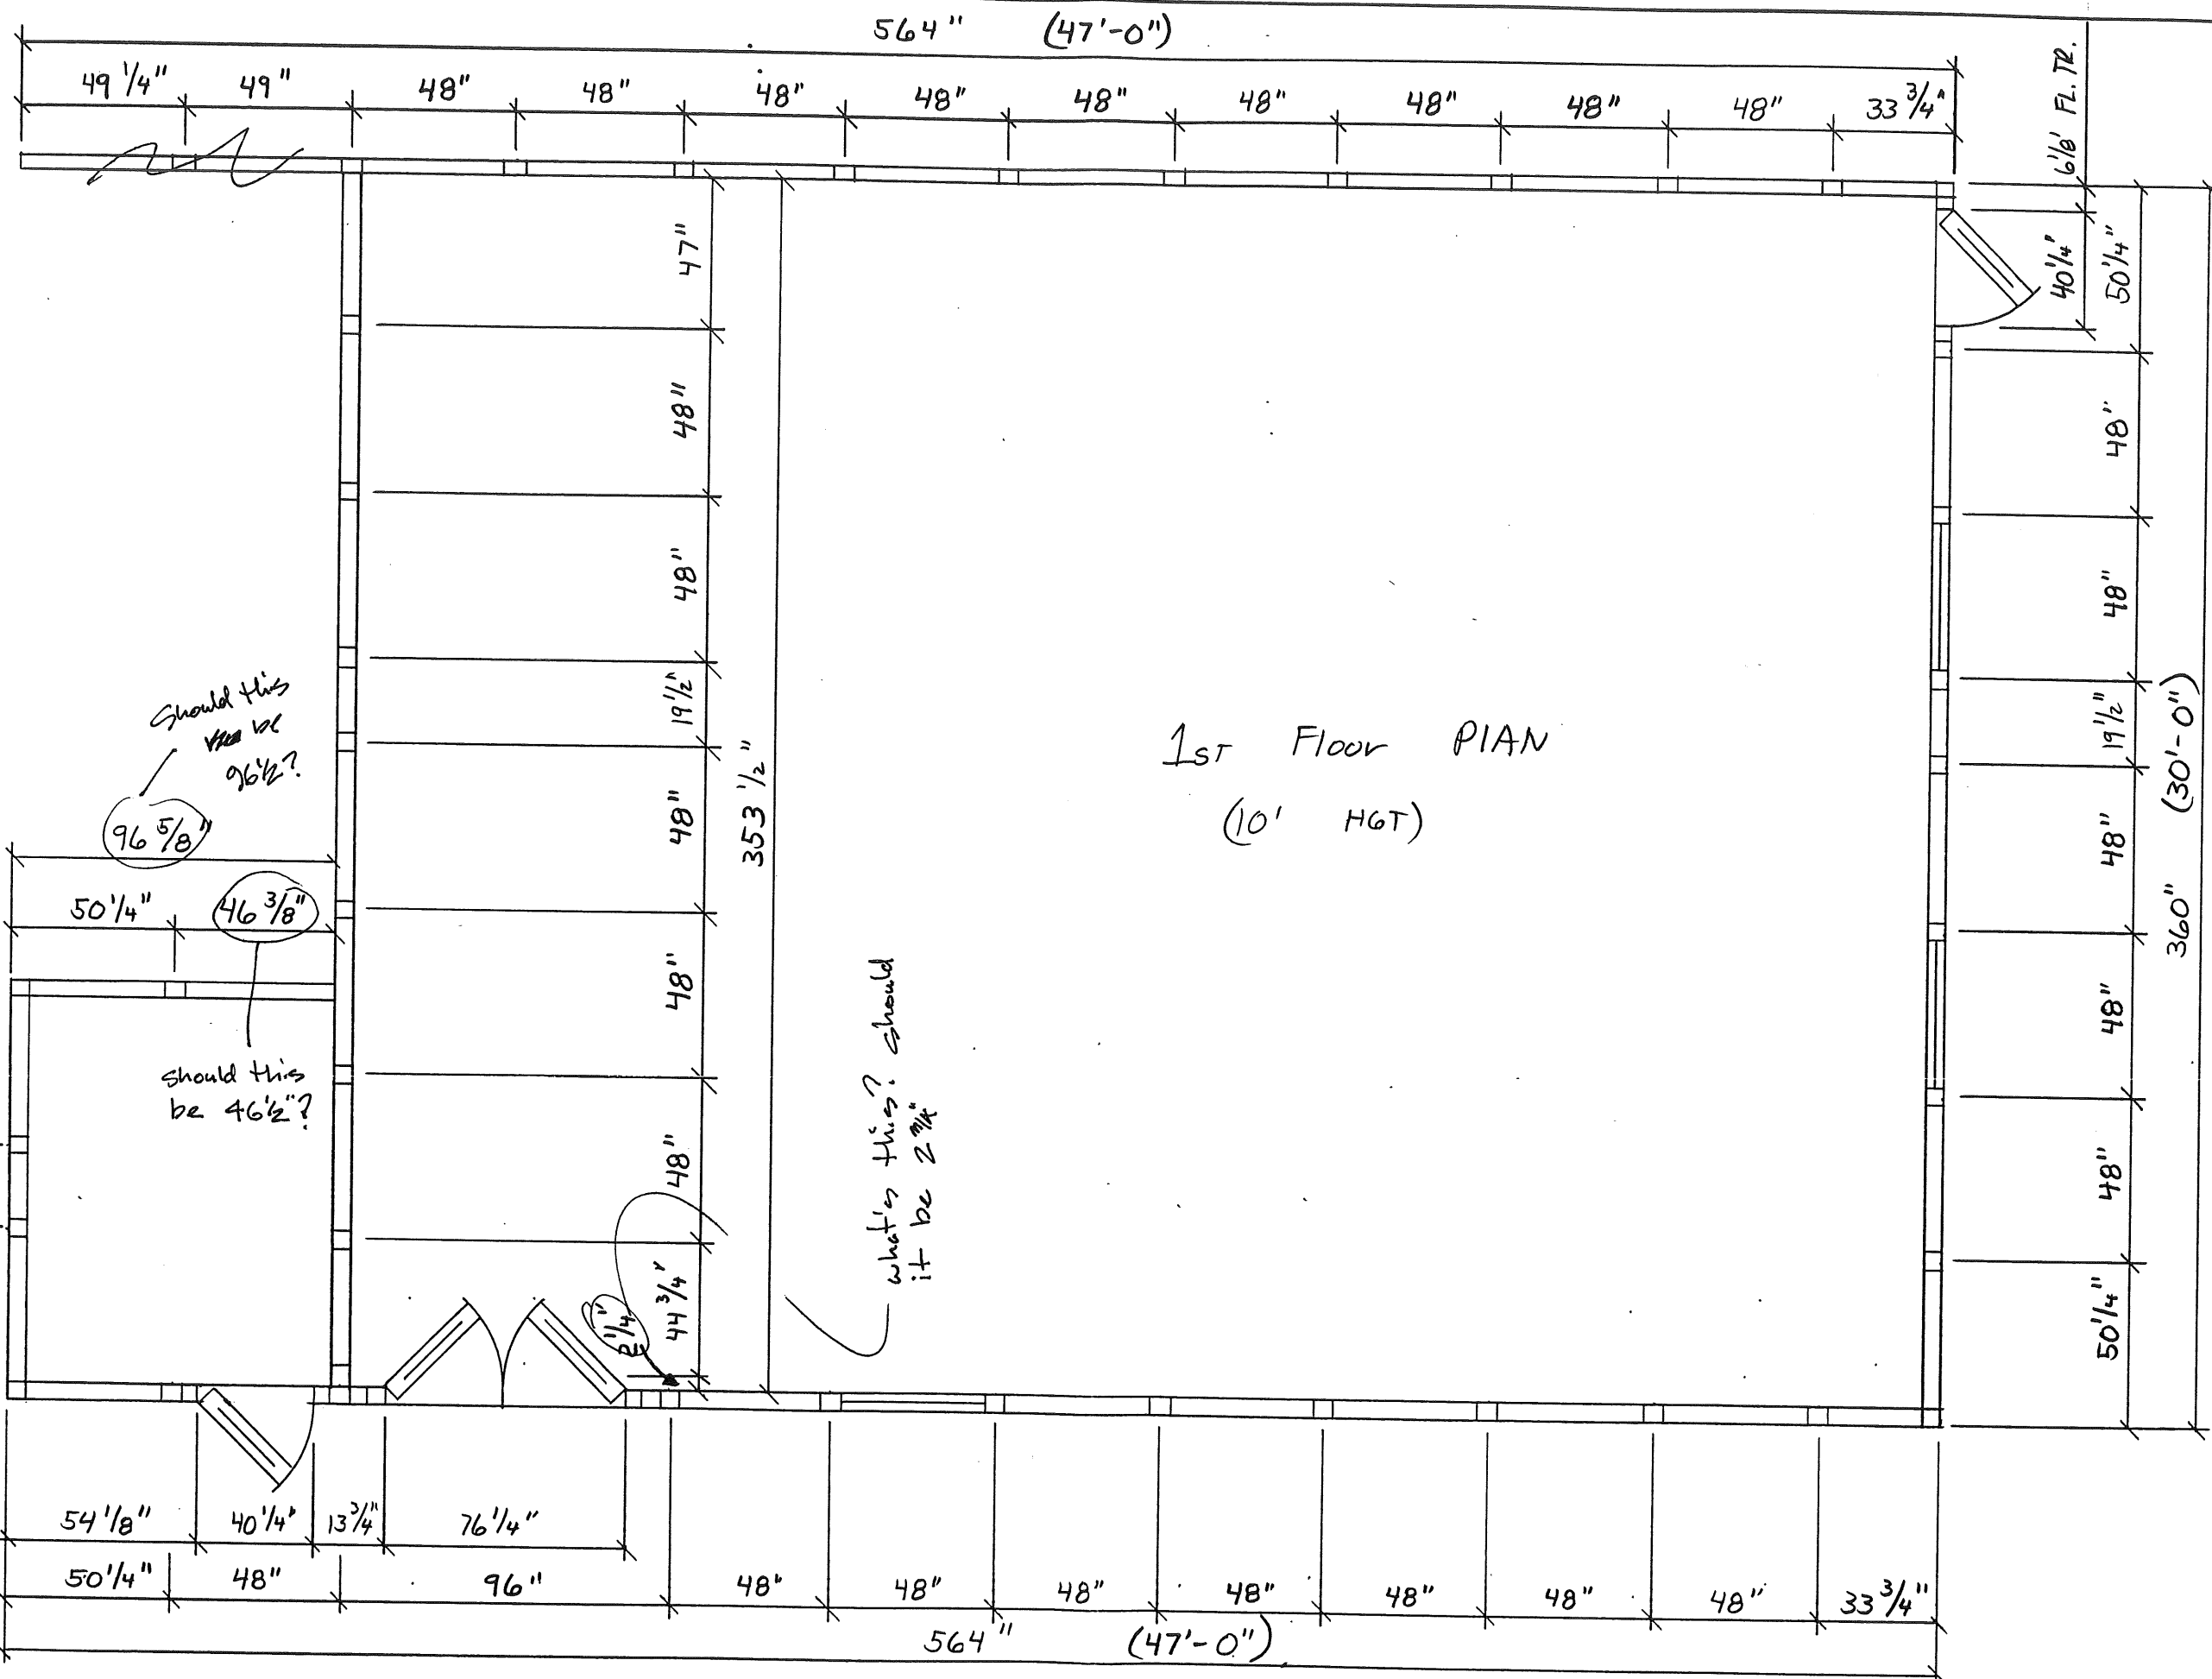 564" (47'-0")
49 1/4" 49" 48" 48" 48" 48" 48" 48" 48" 48" 48" 33 3/4"
6 1/8' FL. TR.
40 1/4"
50 1/4"
48"
48"
19 1/2"
48"
48"
48"
50 1/4"
360" (30'-0")
47"
48"
48"
19 1/2"
48"
48"
48"
44 3/4"
2 1/4"
353 1/2"
1ST Floor PlAN
(10' HGT)
Should this
be
96 1/2?
96 5/8"
50 1/4" 46 3/8"
should this
be 46 1/2"?
what's this? should
it be 2 3/4"
54 1/8" 40 1/4" 13 3/4" 76 1/4"
50 1/4" 48" 96" 48" 48" 48" 48" 48" 48" 48" 33 3/4"
564" (47'-0")